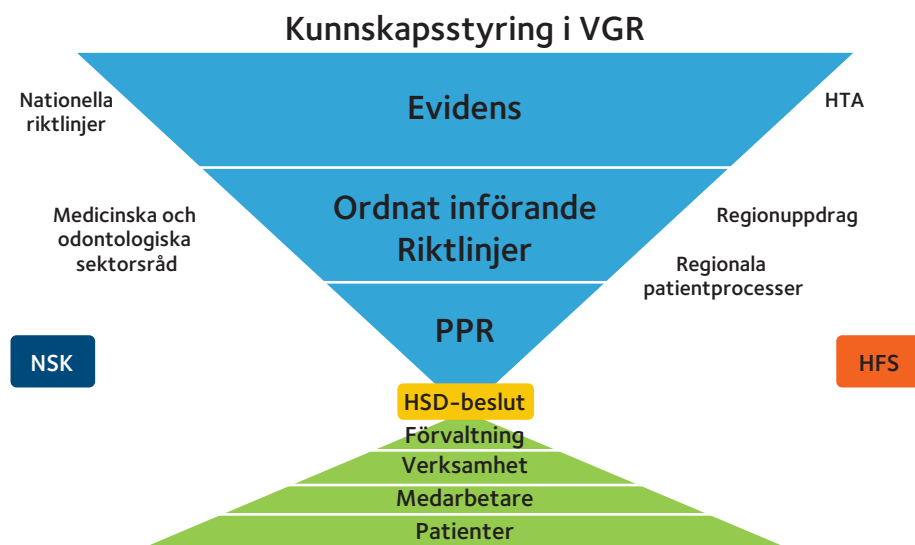 Kunnskapsstyring i VGR
Nationella
riktlinjer
Evidens
HTA
Medicinska och
odontologiska
sektorsråd
Ordnat införande
Riktlinjer
Regionuppdrag
Regionala
patientprocesser
PPR
NSK
HFS
HSD-beslut
Förvaltning
Verksamhet
Medarbetare
Patienter